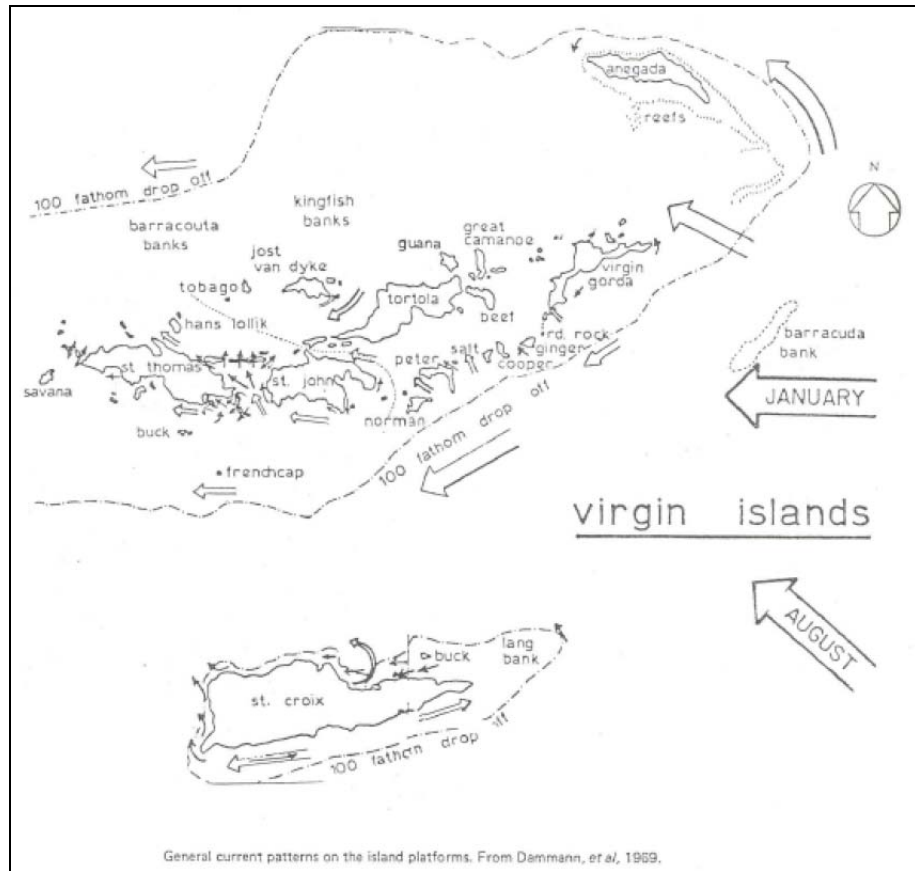 anegada
reefs
N
100 fathom drop off
kingfish
banks
barracouta
banks
great
camanoe
guana
jost
van dyke
virgin
gorda
tobago
tortola
beef
hans lollik
rd. rock
barracuda
bank
salt
ginger
peter
cooper
st. thomas
st. john
savana
norman
JANUARY
buck
100 fathom drop off
frenchcap
virgin islands
AUGUST
lang
bank
buck
st. croix
100 fathom drop off
General current patterns on the island platforms. From Dammann, et al, 1969.